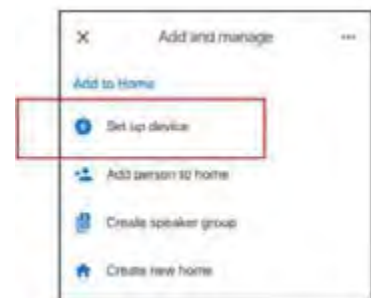 Add and manage
Add to Home
Set up device
Add person to home
Create speaker group
Create new home